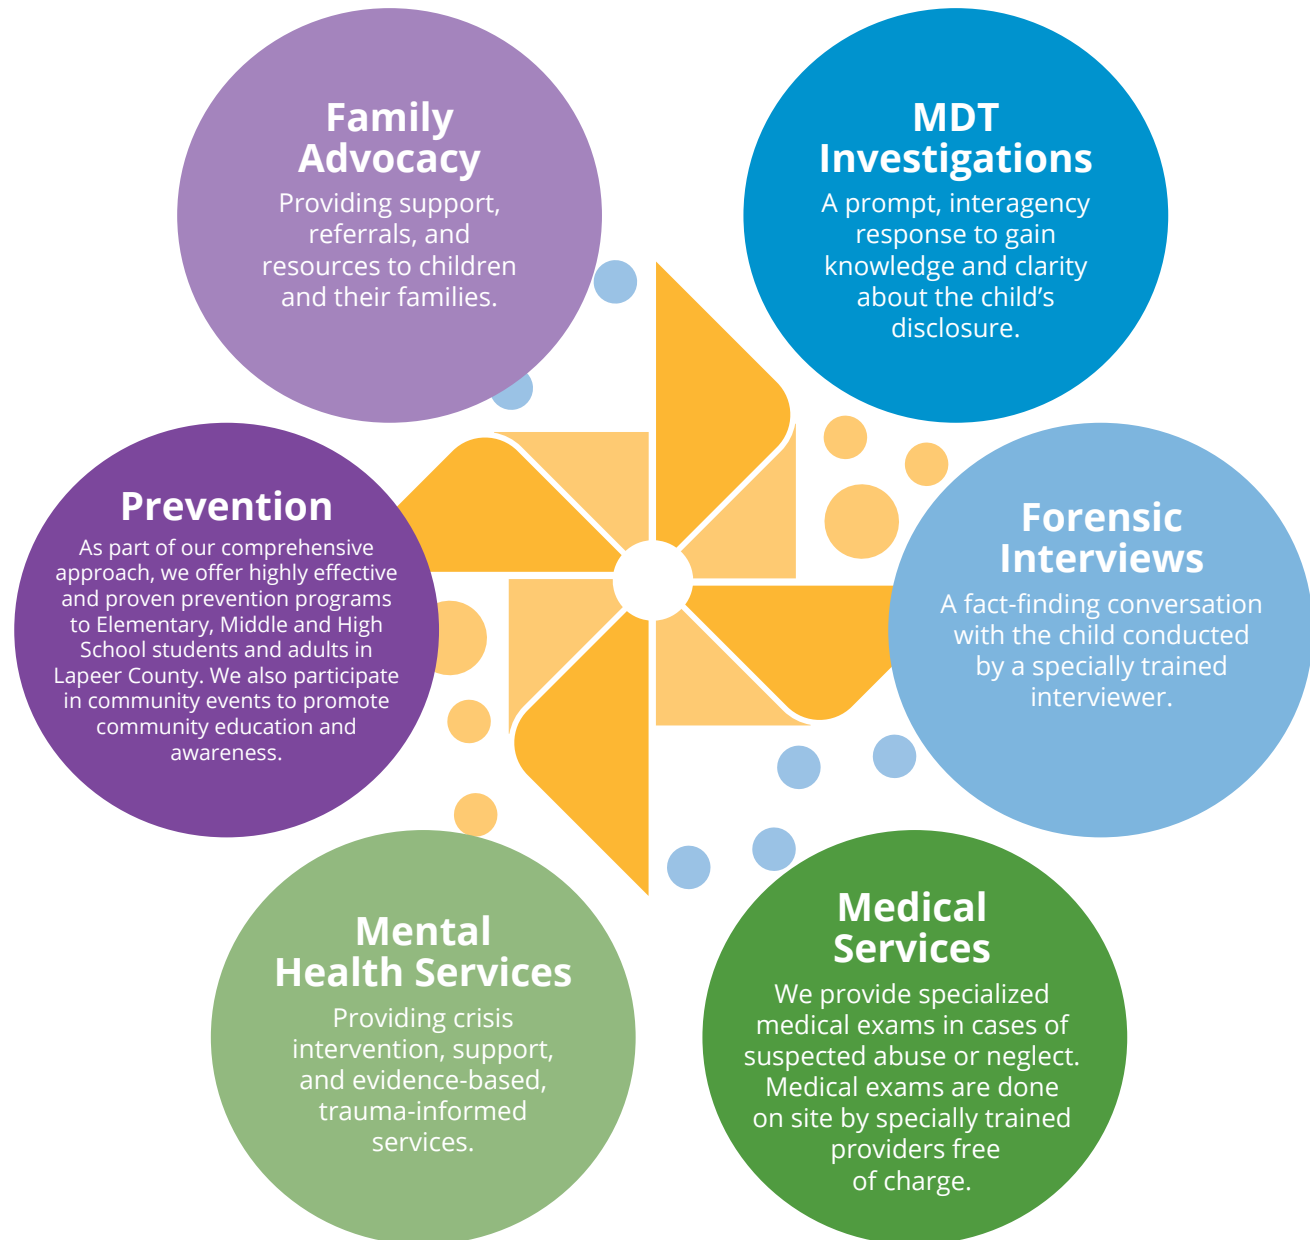 Family
Advocacy
Providing support,
referrals, and
resources to children
and their families.
MDT
Investigations
A prompt, interagency
response to gain
knowledge and clarity
about the child’s
disclosure.
Prevention
As part of our comprehensive
approach, we offer highly effective
and proven prevention programs
to Elementary, Middle and High
School students and adults in
Lapeer County. We also participate
in community events to promote
community education and
awareness.
Forensic
Interviews
A fact-finding conversation
with the child conducted
by a specially trained
interviewer.
Mental
Health Services
Providing crisis
intervention, support,
and evidence-based,
trauma-informed
services.
Medical
Services
We provide specialized
medical exams in cases of
suspected abuse or neglect.
Medical exams are done
on site by specially trained
providers free
of charge.